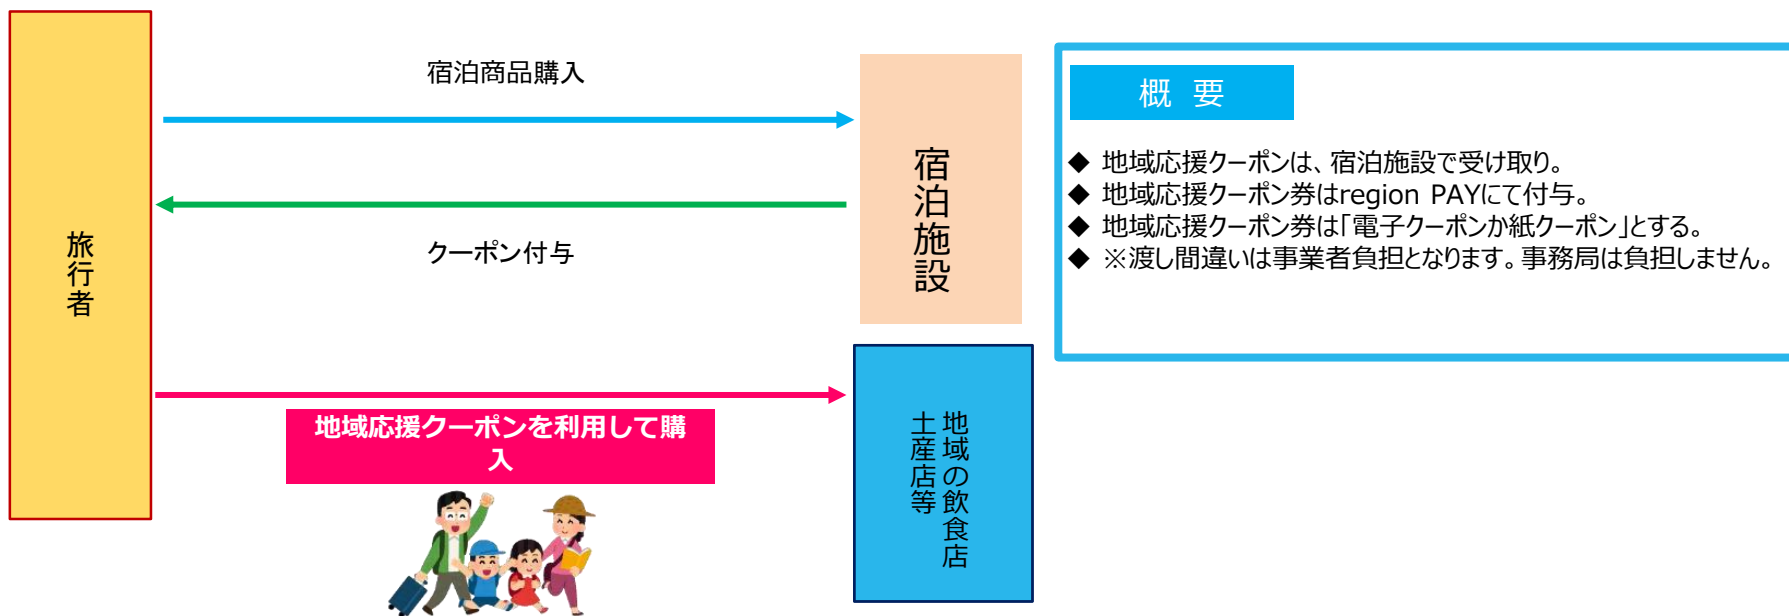 旅行者
宿泊商品購入
クーポン付与
地域応援クーポンを利用して購
入
宿泊施設
地域の飲食店
土産店等
概 要
◆ 地域応援クーポンは、宿泊施設で受け取り。
◆ 地域応援クーポン券はregion PAYにて付与。
◆ 地域応援クーポン券は「電子クーポンか紙クーポン」とする。
◆ ※渡し間違いは事業者負担となります。事務局は負担しません。